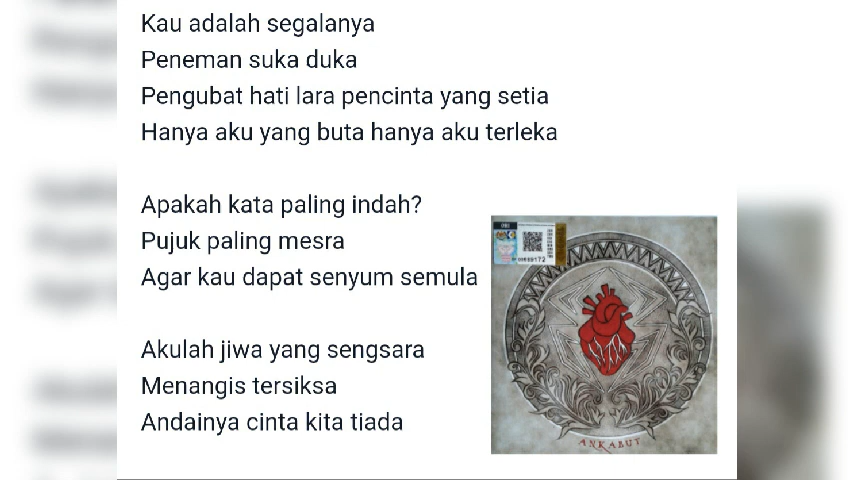 Kau adalah segalanya
Peneman suka duka
Pengubat hati lara pencinta yang setia
Hanya aku yang buta hanya aku terleka
Apakah kata paling indah?
Pujuk paling mesra
Agar kau dapat senyum semula
Akulah jiwa yang sengsara
Menangis tersiksa
Andainya cinta kita tiada
ANKABUT